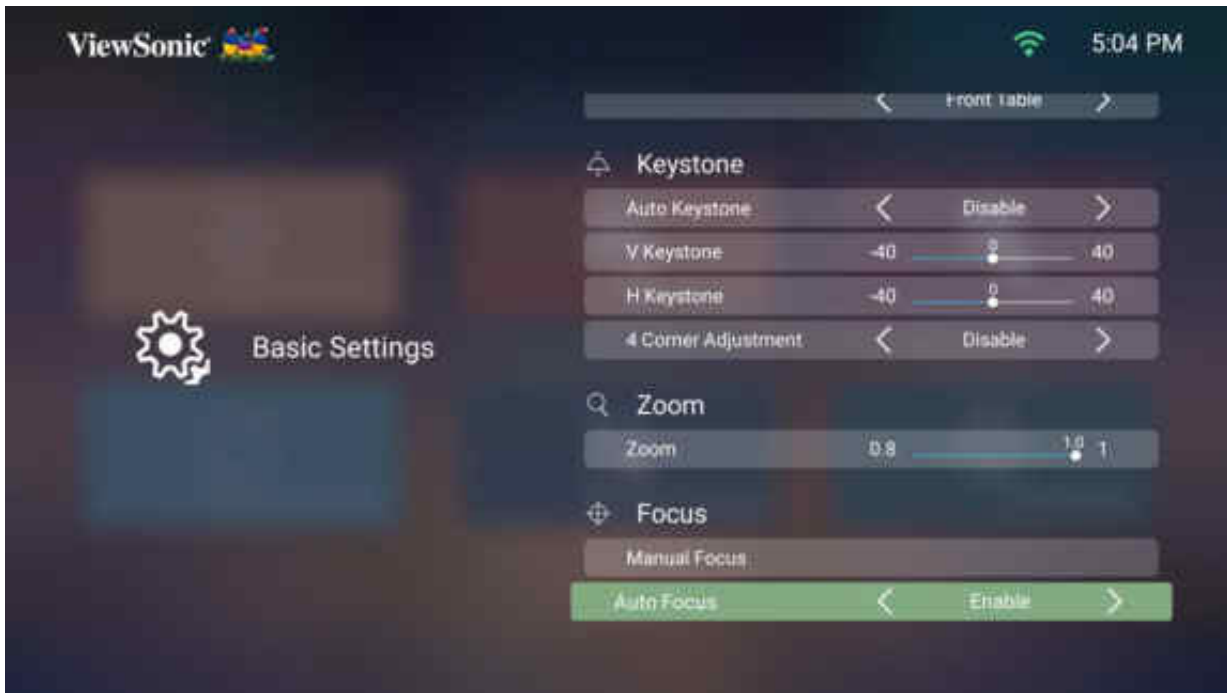 ViewSonic
5:04 PM
Front Table
Keystone
Auto Keystone Disable
V Keystone -40 0 40
H Keystone -40 0 40
Basic Settings
4 Corner Adjustment Disable
Zoom
Zoom 0.8 1.0 1
Focus
Manual Focus
Auto Focus Enable